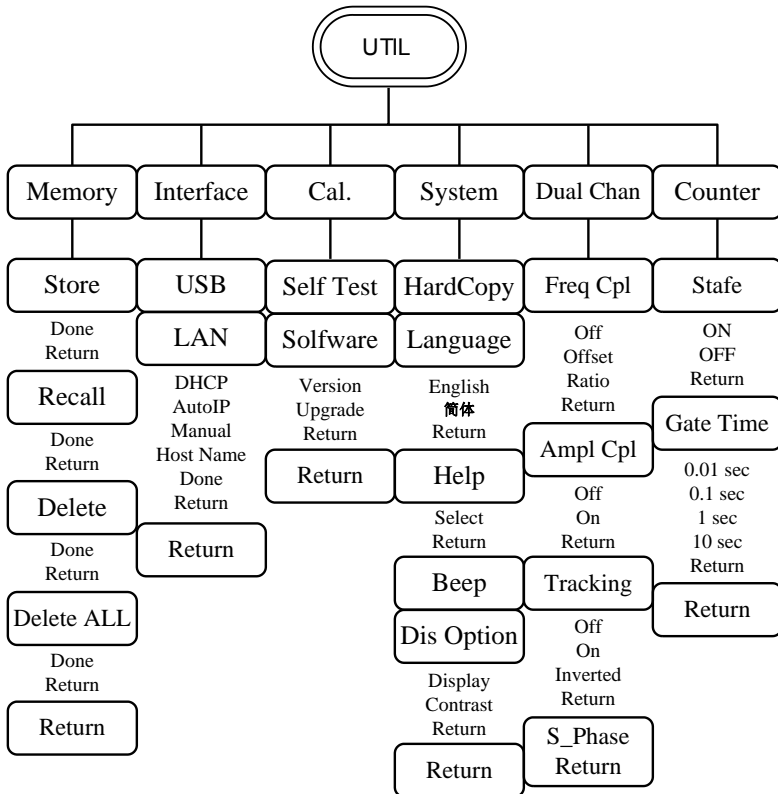 UTIL
Memory
Interface
Cal.
System
Dual Chan
Counter
Store
Done
Return
Recall
Done
Return
Delete
Done
Return
Delete ALL
Done
Return
Return
USB
LAN
DHCP
AutoIP
Manual
Host Name
Done
Return
Return
Self Test
Solfware
Version
Upgrade
Return
Return
HardCopy
Language
English
简体
Return
Help
Select
Return
Beep
Dis Option
Display
Contrast
Return
Return
Freq Cpl
Off
Offset
Ratio
Return
Ampl Cpl
Off
On
Return
Tracking
Off
On
Inverted
Return
S_Phase
Return
Stafe
ON
OFF
Return
Gate Time
0.01 sec
0.1 sec
1 sec
10 sec
Return
Return